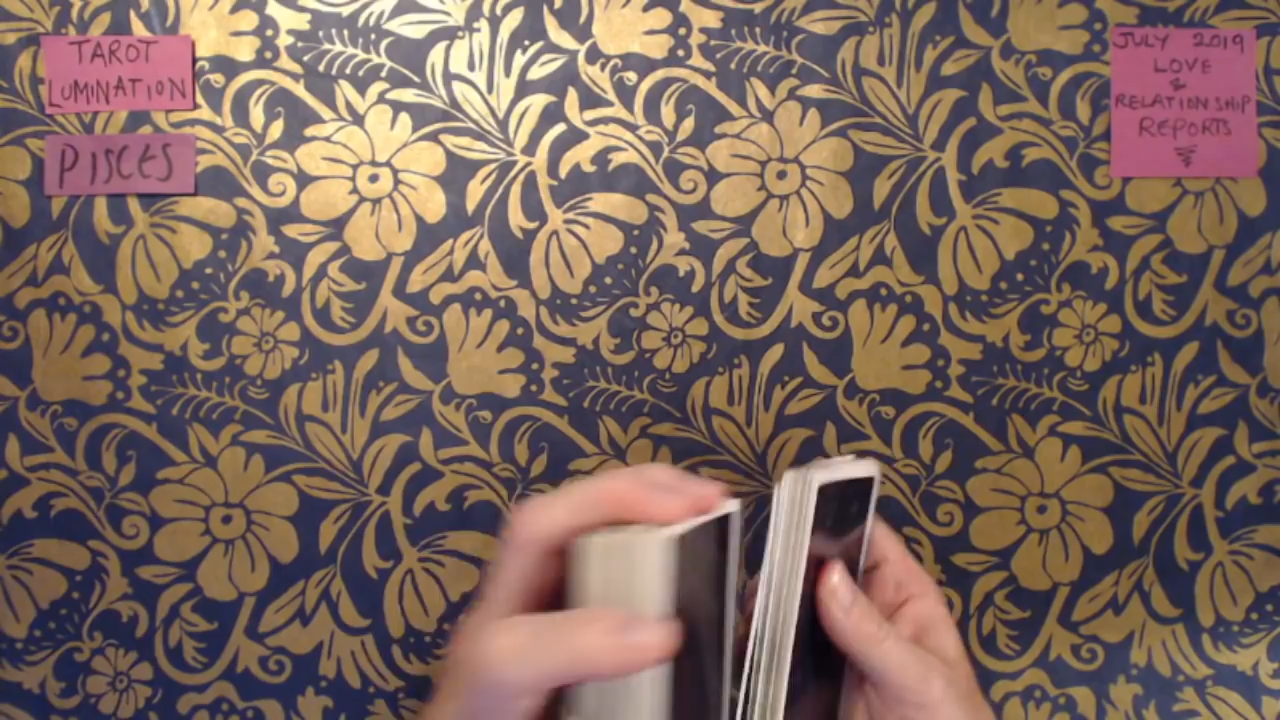 TAROT
LUMINATION
PISCES
JULY 2019
LOVE
&
RELATIONSHIP
REPORTS